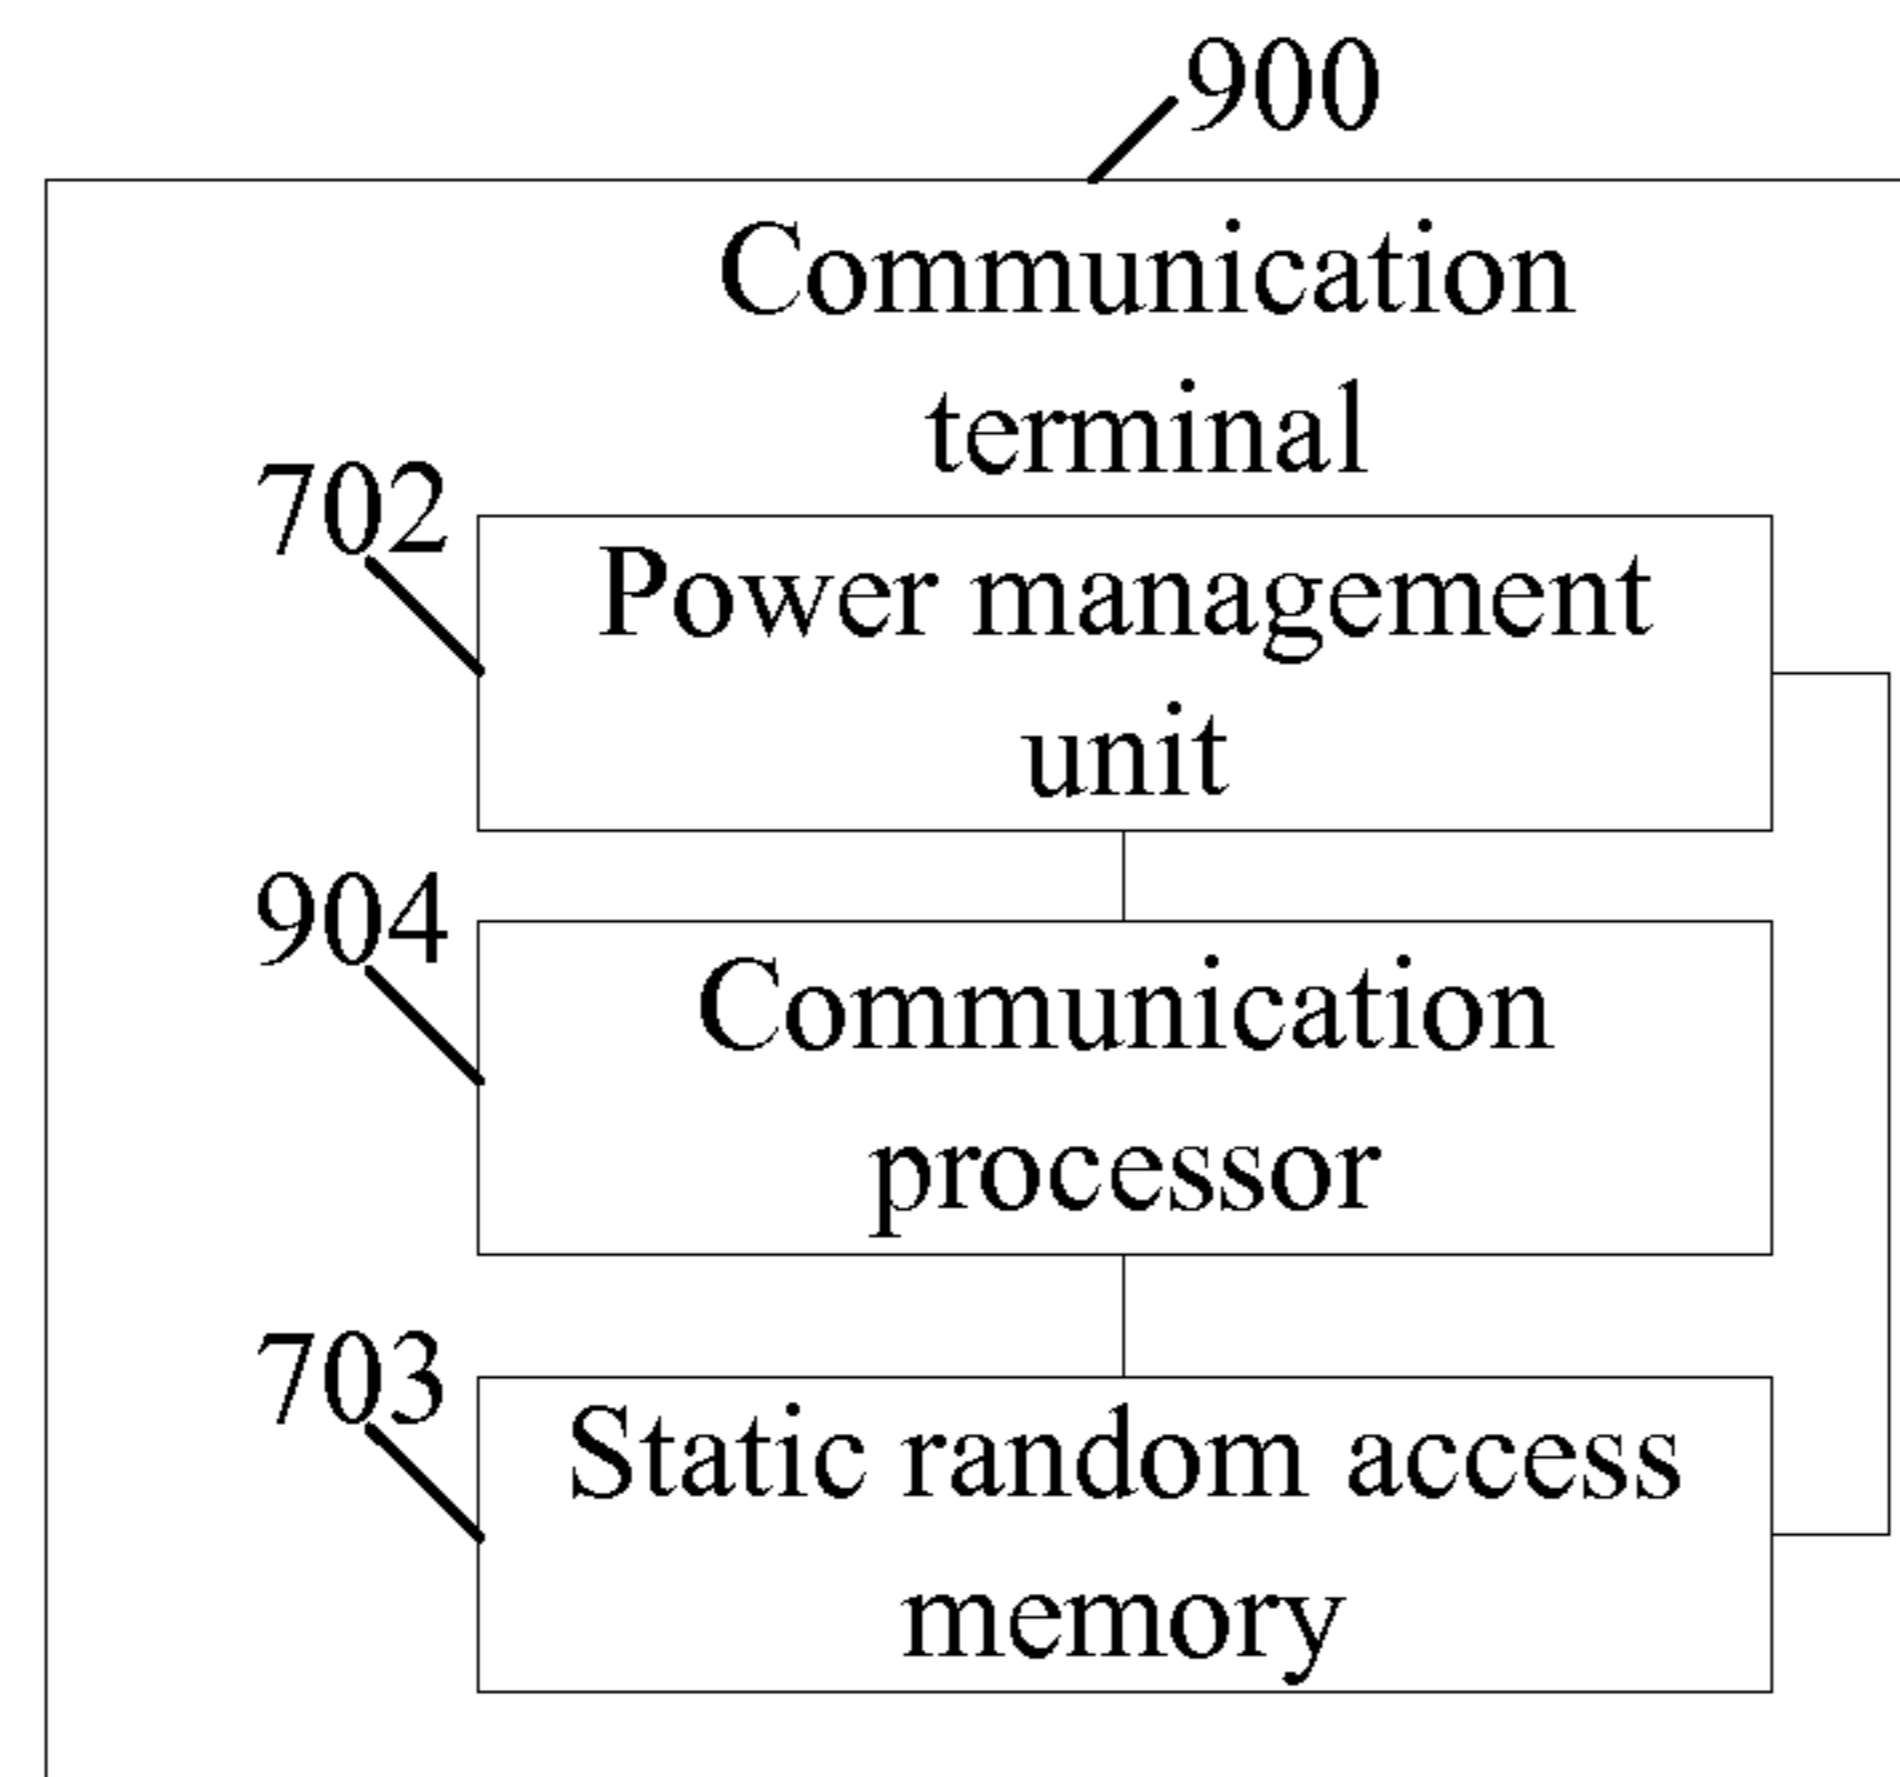 900
Communication
terminal
702
Power management
unit
904
Communication
processor
703
Static random access
memory